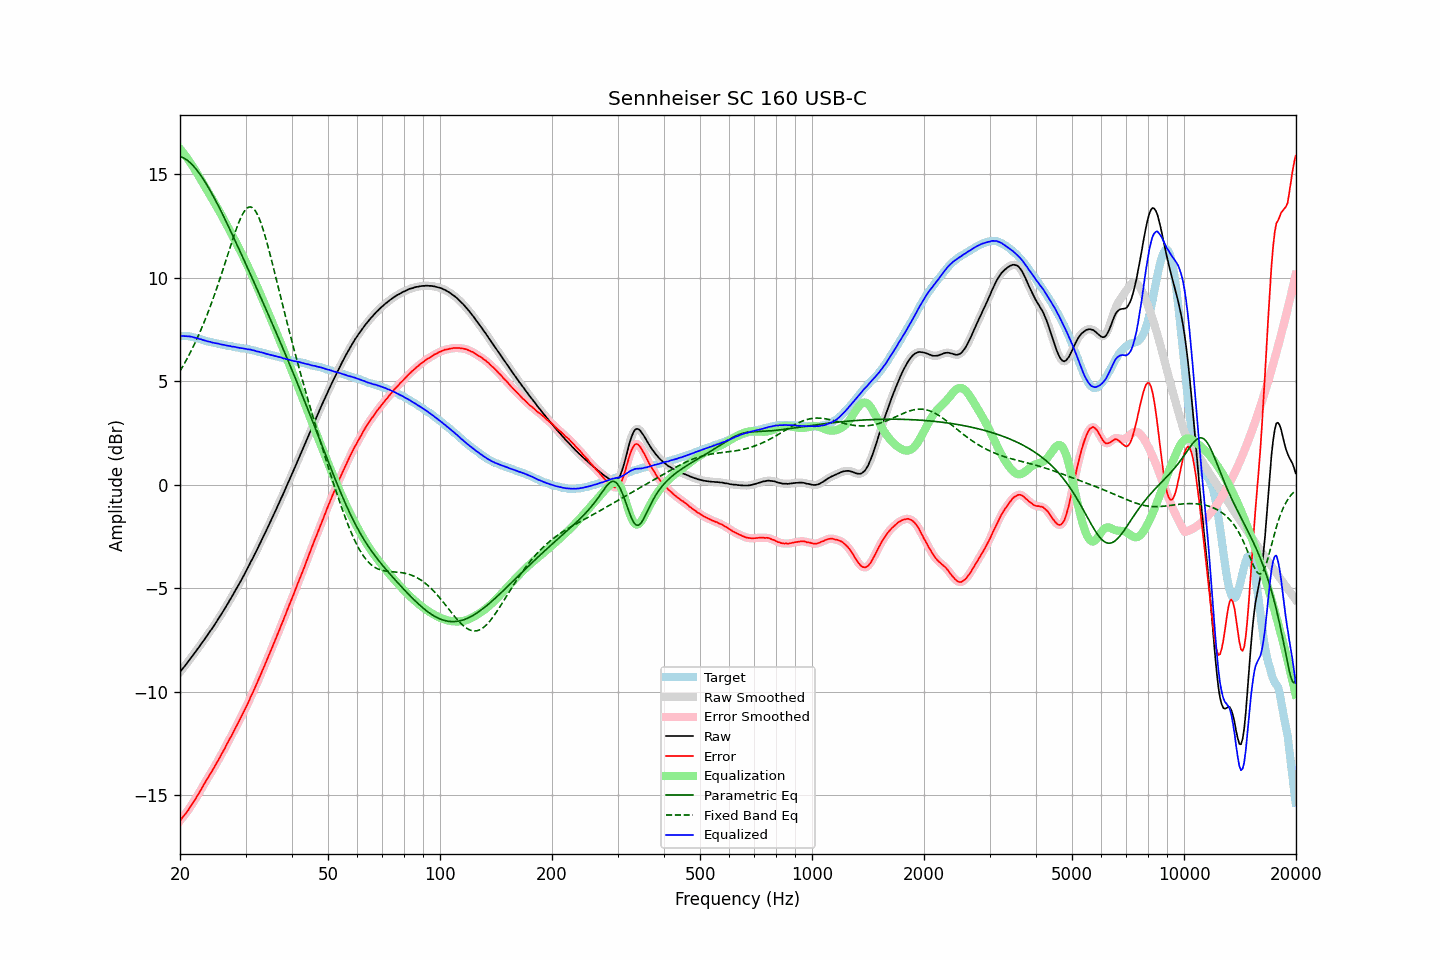 Sennheiser SC 160 USB-C
Amplitude (dBr)
15
10
5
0
−5
−10
−15
Target
Raw Smoothed
Error Smoothed
Raw
Error
Equalization
Parametric Eq
Fixed Band Eq
Equalized
20 50 100 200 500 1000 2000 5000 10000 20000
Frequency (Hz)